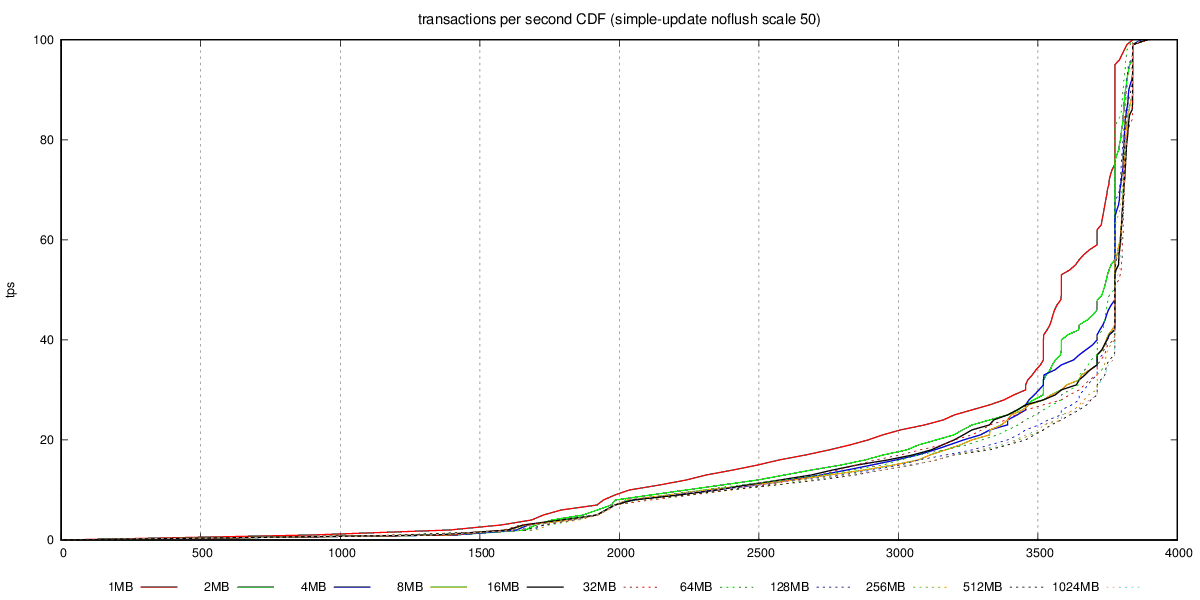 transactions per second CDF (simple-update noflush scale 50)
100
80
60
40
20
0
tps
0 500 1000 1500 2000 2500 3000 3500 4000
1MB 2MB 4MB 8MB 16MB 32MB 64MB 128MB 256MB 512MB 1024MB